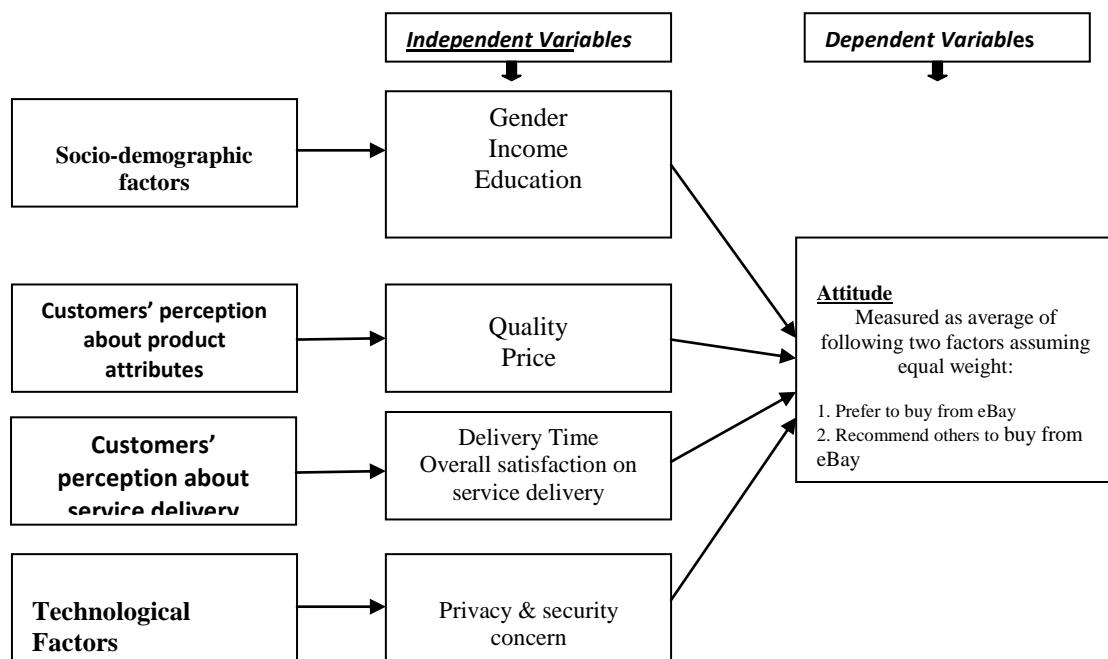 Independent Variables
Dependent Variables
Socio-demographic
factors
Gender
Income
Education
Customers’ perception
about product
attributes
Quality
Price
Customers’
perception about
service delivery
Delivery Time
Overall satisfaction on
service delivery
Technological
Factors
Privacy & security
concern
Attitude
Measured as average of
following two factors assuming
equal weight:
1. Prefer to buy from eBay
2. Recommend others to buy from
eBay